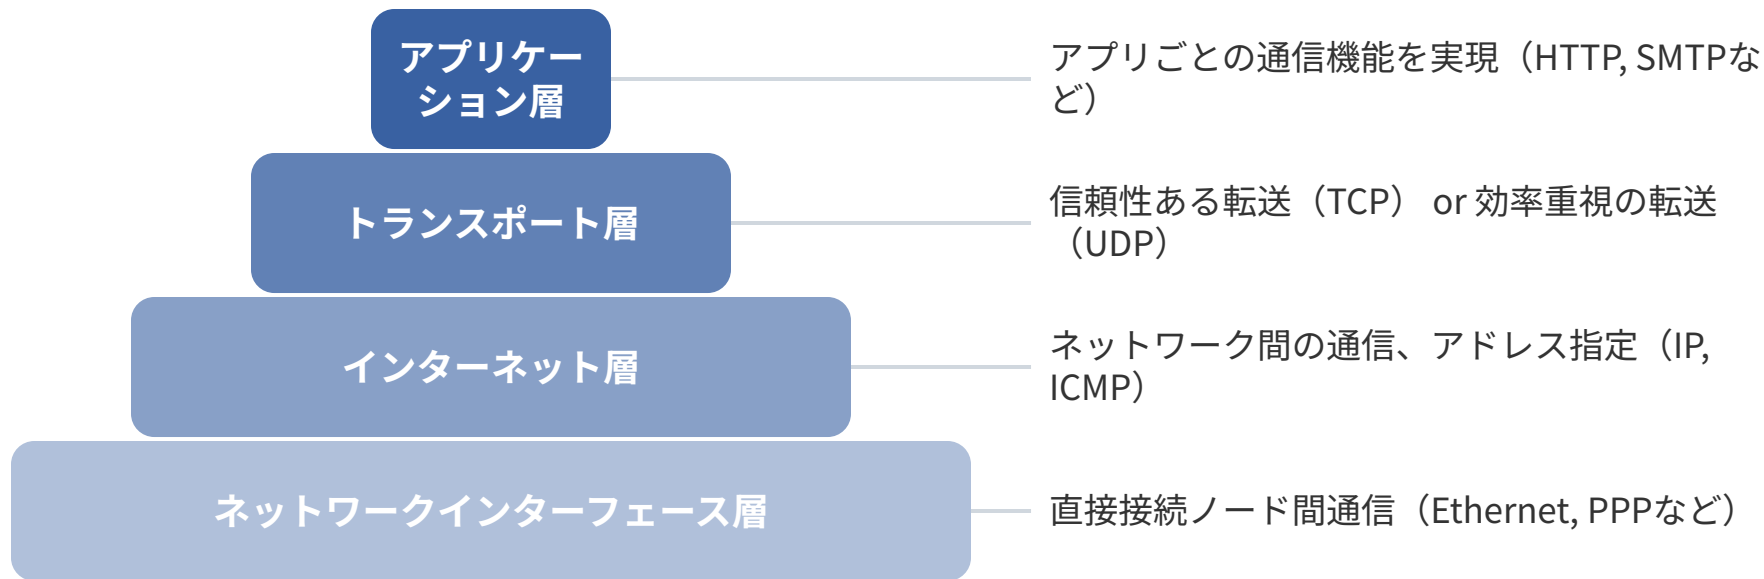 アプリケー
ション層
アプリごとの通信機能を実現（HTTP, SMTPな
ど）
トランスポート層
信頼性ある転送（TCP） or 効率重視の転送
（UDP）
インターネット層
ネットワーク間の通信、アドレス指定（IP,
ICMP）
ネットワークインターフェース層
直接接続ノード間通信（Ethernet, PPPなど）